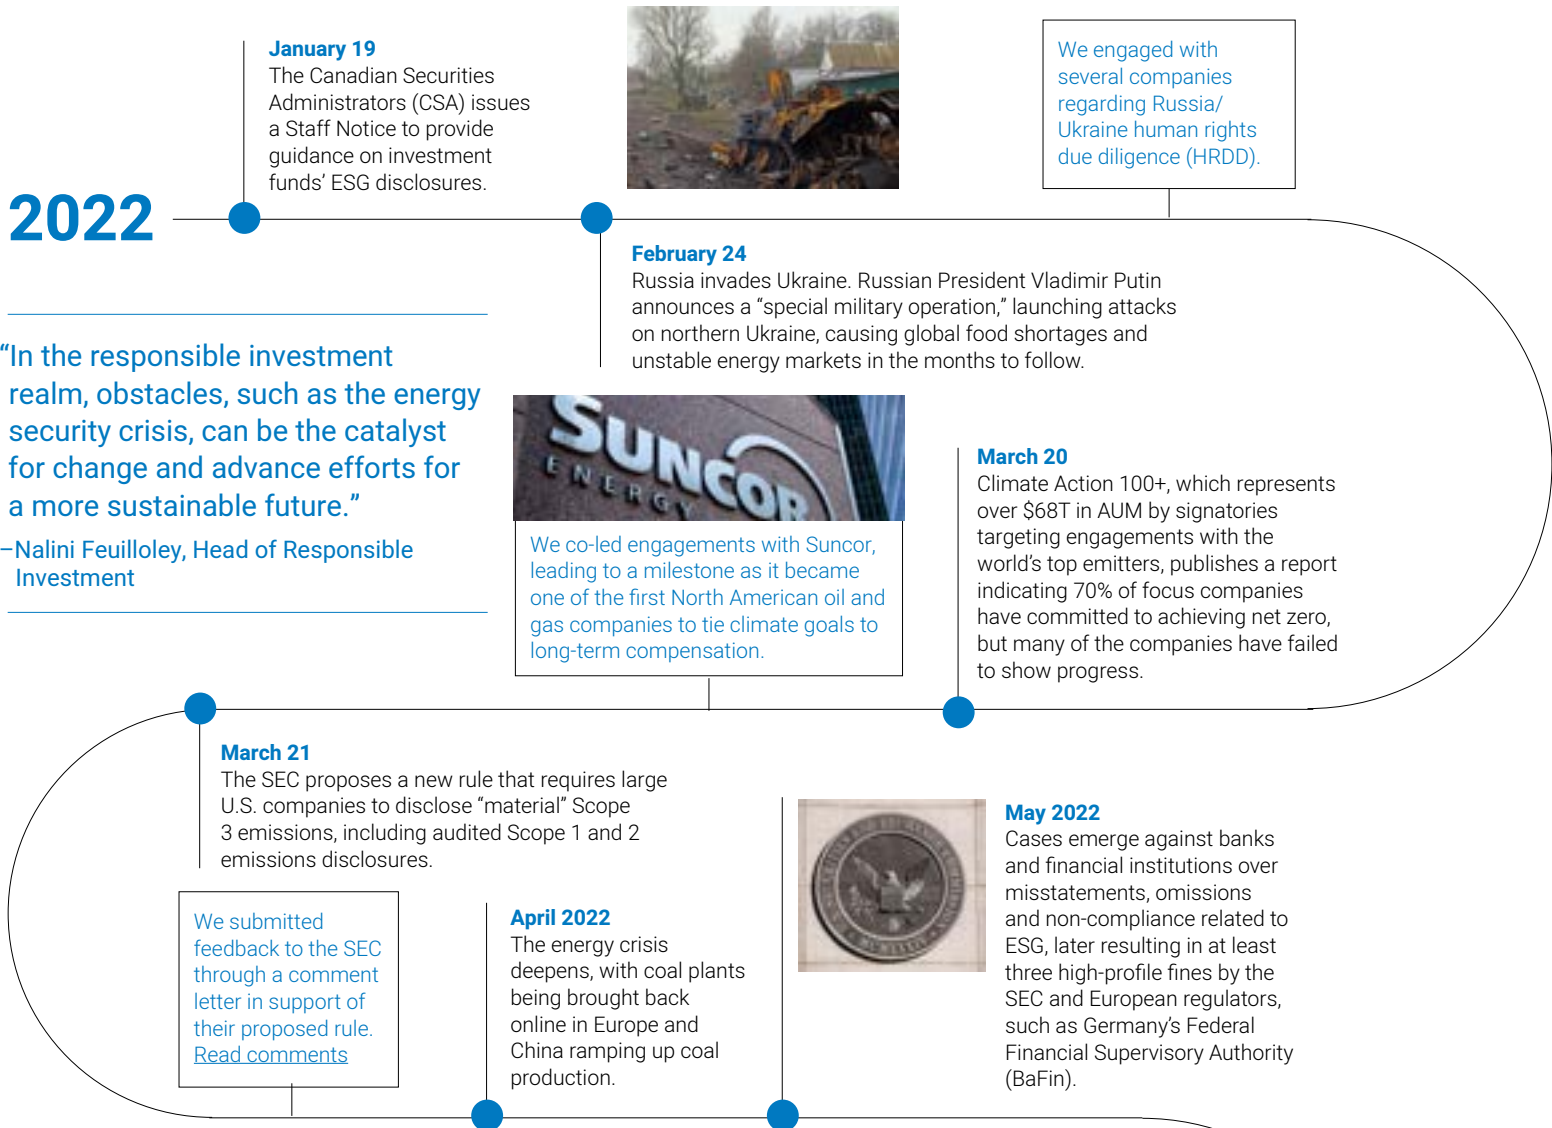 2022
January 19
The Canadian Securities
Administrators (CSA) issues
a Staff Notice to provide
guidance on investment
funds’ ESG disclosures.
We engaged with
several companies
regarding Russia/
Ukraine human rights
due diligence (HRDD).
February 24
Russia invades Ukraine. Russian President Vladimir Putin
announces a “special military operation,” launching attacks
on northern Ukraine, causing global food shortages and
unstable energy markets in the months to follow.
“In the responsible investment
realm, obstacles, such as the energy
security crisis, can be the catalyst
for change and advance efforts for
a more sustainable future.”
–Nalini Feuilloley, Head of Responsible
Investment
SUNCOR
ENERGY
We co-led engagements with Suncor,
leading to a milestone as it became
one of the first North American oil and
gas companies to tie climate goals to
long-term compensation.
March 20
Climate Action 100+, which represents
over $68T in AUM by signatories
targeting engagements with the
world’s top emitters, publishes a report
indicating 70% of focus companies
have committed to achieving net zero,
but many of the companies have failed
to show progress.
March 21
The SEC proposes a new rule that requires large
U.S. companies to disclose “material” Scope
3 emissions, including audited Scope 1 and 2
emissions disclosures.
We submitted
feedback to the SEC
through a comment
letter in support of
their proposed rule.
Read comments
April 2022
The energy crisis
deepens, with coal plants
being brought back
online in Europe and
China ramping up coal
production.
May 2022
Cases emerge against banks
and financial institutions over
misstatements, omissions
and non-compliance related to
ESG, later resulting in at least
three high-profile fines by the
SEC and European regulators,
such as Germany’s Federal
Financial Supervisory Authority
(BaFin).